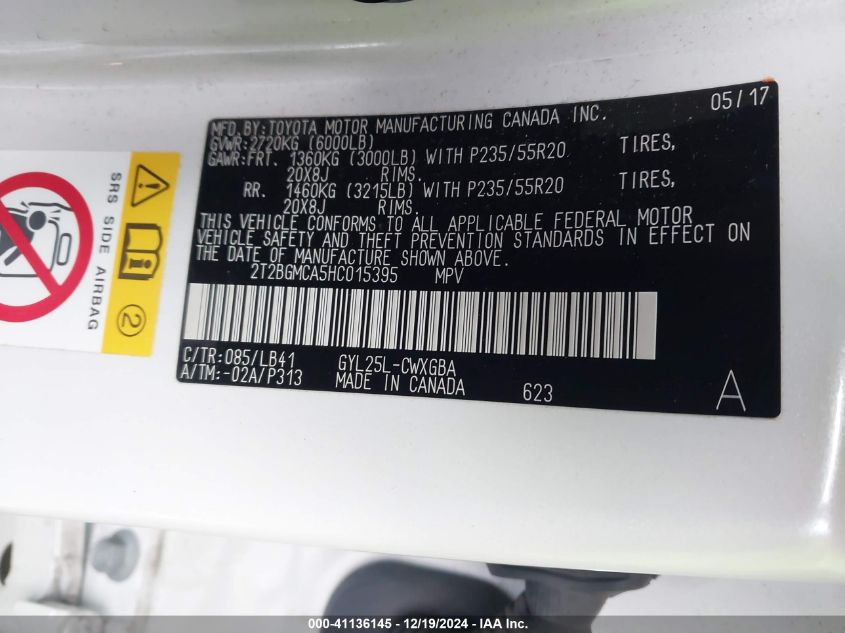 05/17
MFD.BY:TOYOTA MOTOR MANUFACTURING CANADA INC.
GVWR:2720KG (6000LB)
GAWR:FRT. 1360KG (3000LB) WITH P235/55R20 TIRES,
20X8J RIMS.
RR. 1460KG (3215LB) WITH P235/55R20 TIRES,
20X8J RIMS.
THIS VEHICLE CONFORMS TO ALL APPLICABLE FEDERAL MOTOR
VEHICLE SAFETY AND THEFT PREVENTION STANDARDS IN EFFECT ON
THE DATE OF MANUFACTURE SHOWN ABOVE.
2T2BGMCA5HC015395 MPV
C/TR:085/LB41 GYL25L-CWXGBA
A/TM:-02A/P313 MADE IN CANADA 623 A
SRS SIDE AIRBAG
2
000-41136145 - 12/19/2024 - IAA Inc.